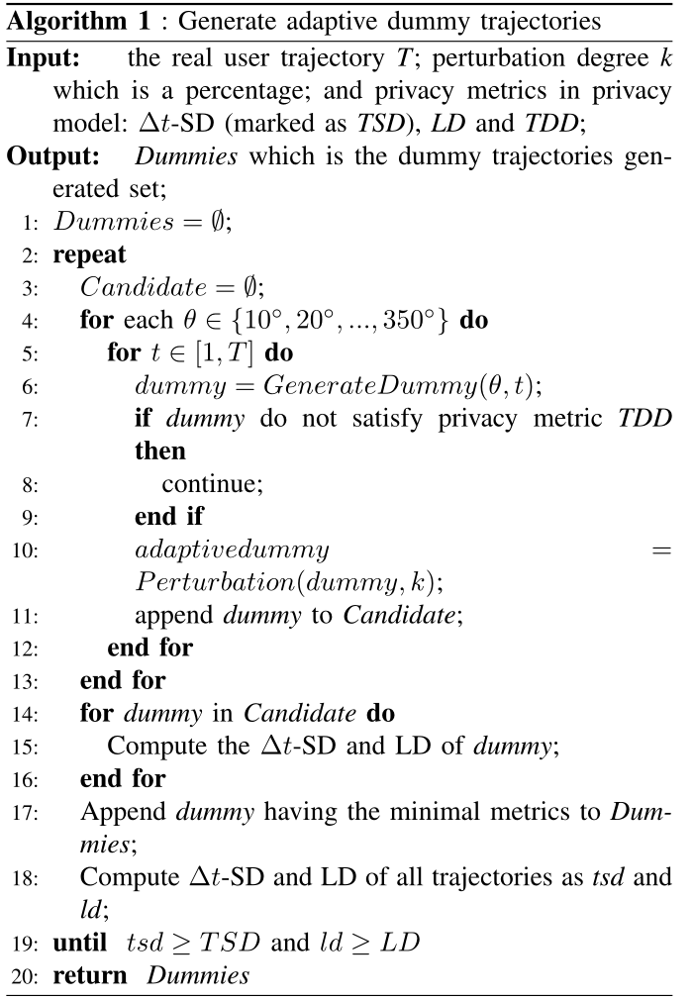 Algorithm 1 : Generate adaptive dummy trajectories
Input: the real user trajectory T; perturbation degree k
which is a percentage; and privacy metrics in privacy
model: Δt-SD (marked as TSD), LD and TDD;
Output: Dummies which is the dummy trajectories gen-
erated set;
1: Dummies = ∅;
2: repeat
3: Candidate = ∅;
4: for each θ ∈ {10°, 20°, ..., 350°} do
5: for t ∈ [1, T] do
6: dummy = GenerateDummy(θ, t);
7: if dummy do not satisfy privacy metric TDD
then
8: continue;
9: end if
10: adaptivedummy =
Perturbation(dummy, k);
11: append dummy to Candidate;
12: end for
13: end for
14: for dummy in Candidate do
15: Compute the Δt-SD and LD of dummy;
16: end for
17: Append dummy having the minimal metrics to Dum-
mies;
18: Compute Δt-SD and LD of all trajectories as tsd and
ld;
19: until tsd ≥ TSD and ld ≥ LD
20: return Dummies